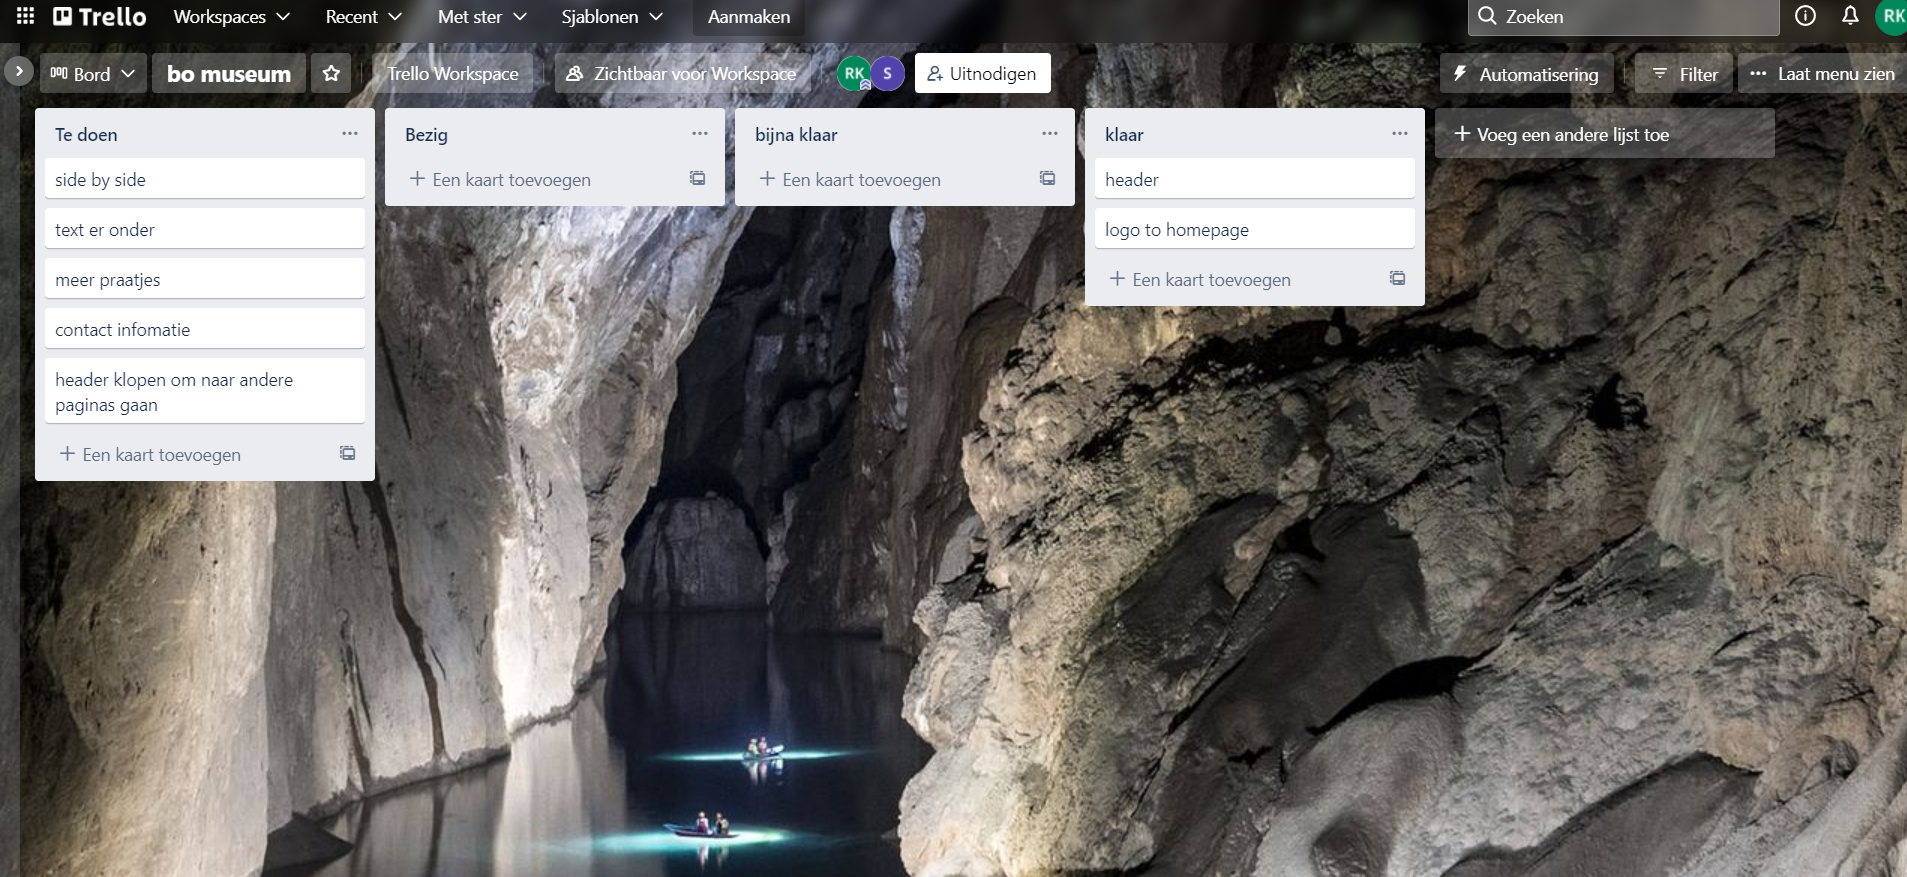 Trello Workspaces Recent Met ster Sjablonen Aanmaken Zoeken RK
Bord bo museum Trello Workspace Zichtbaar voor Workspace RK S Uitnodigen Automatisering Filter Laat menu zien
Te doen
side by side
text er onder
meer praatjes
contact infomatie
header klopen om naar andere
paginas gaan
+ Een kaart toevoegen
Bezig
+ Een kaart toevoegen
bijna klaar
+ Een kaart toevoegen
klaar
header
logo to homepage
+ Een kaart toevoegen
+ Voeg een andere lijst toe